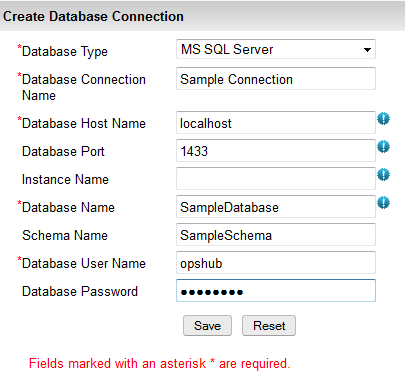 Create Database Connection
*Database Type MS SQL Server
*Database Connection Name Sample Connection
*Database Host Name localhost
Database Port 1433
Instance Name
*Database Name SampleDatabase
Schema Name SampleSchema
*Database User Name opshub
Database Password ••••••••
Save Reset
Fields marked with an asterisk * are required.